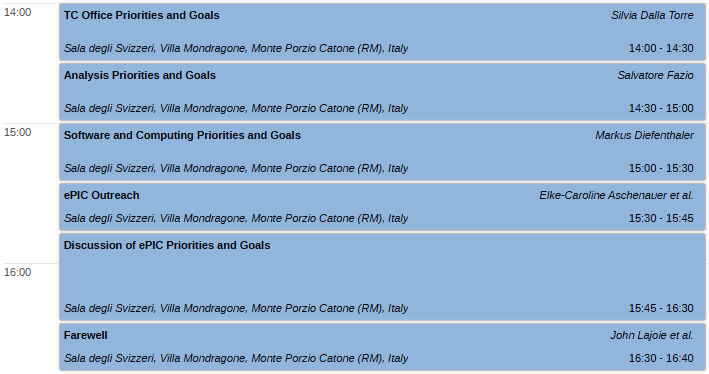 14:00
TC Office Priorities and Goals Silvia Dalla Torre
Sala degli Svizzeri, Villa Mondragone, Monte Porzio Catone (RM), Italy 14:00 - 14:30
Analysis Priorities and Goals Salvatore Fazio
Sala degli Svizzeri, Villa Mondragone, Monte Porzio Catone (RM), Italy 14:30 - 15:00
15:00
Software and Computing Priorities and Goals Markus Diefenthaler
Sala degli Svizzeri, Villa Mondragone, Monte Porzio Catone (RM), Italy 15:00 - 15:30
ePIC Outreach Elke-Caroline Aschenauer et al.
Sala degli Svizzeri, Villa Mondragone, Monte Porzio Catone (RM), Italy 15:30 - 15:45
Discussion of ePIC Priorities and Goals
16:00
Sala degli Svizzeri, Villa Mondragone, Monte Porzio Catone (RM), Italy 15:45 - 16:30
Farewell John Lajoie et al.
Sala degli Svizzeri, Villa Mondragone, Monte Porzio Catone (RM), Italy 16:30 - 16:40